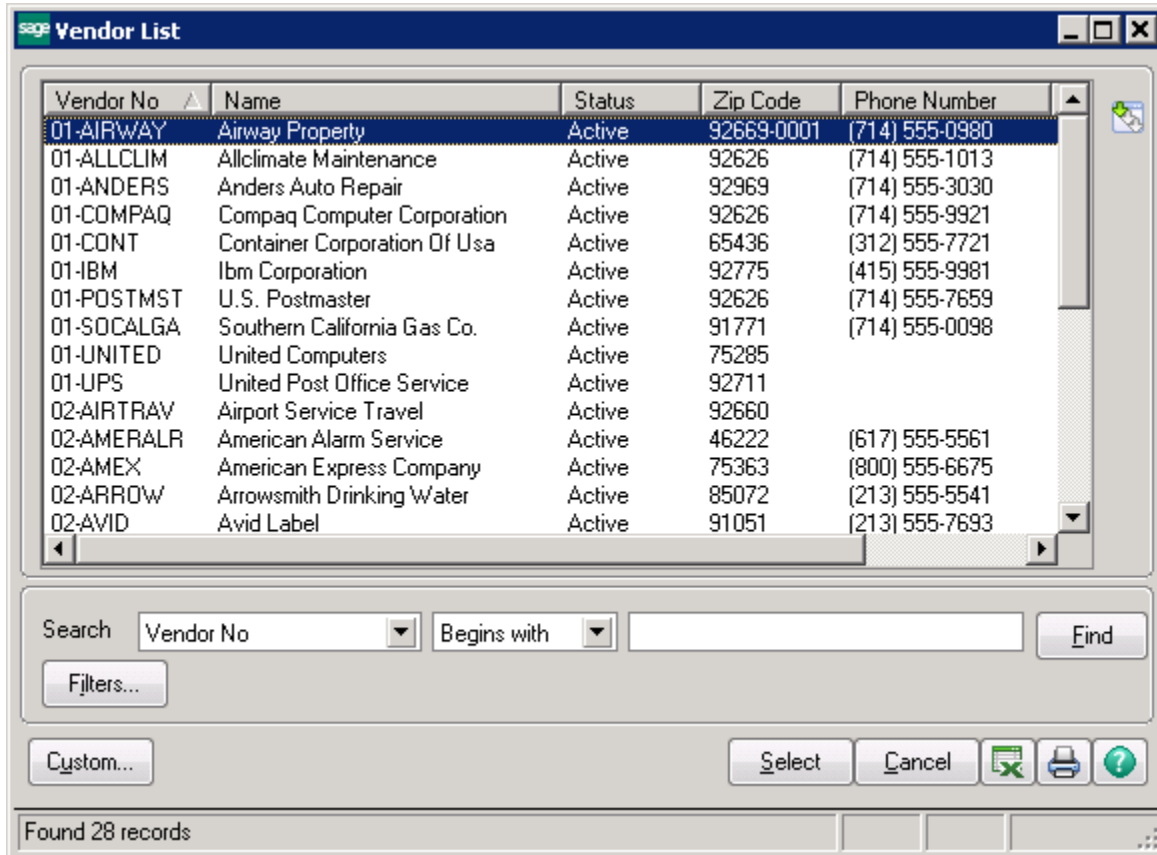 sage Vendor List
Vendor No Name Status Zip Code Phone Number
01-AIRWAY Airway Property Active 92669-0001 (714) 555-0980
01-ALLCLIM Allclimate Maintenance Active 92626 (714) 555-1013
01-ANDERS Anders Auto Repair Active 92969 (714) 555-3030
01-COMPAQ Compaq Computer Corporation Active 92626 (714) 555-9921
01-CONT Container Corporation Of Usa Active 65436 (312) 555-7721
01-IBM Ibm Corporation Active 92775 (415) 555-9981
01-POSTMST U.S. Postmaster Active 92626 (714) 555-7659
01-SOCALGA Southern California Gas Co. Active 91771 (714) 555-0098
01-UNITED United Computers Active 75285
01-UPS United Post Office Service Active 92711
02-AIRTRAV Airport Service Travel Active 92660
02-AMERALR American Alarm Service Active 46222 (617) 555-5561
02-AMEX American Express Company Active 75363 (800) 555-6675
02-ARROW Arrowsmith Drinking Water Active 85072 (213) 555-5541
02-AVID Avid Label Active 91051 (213) 555-7693
Search Vendor No Begins with Find
Filters...
Custom... Select Cancel
Found 28 records